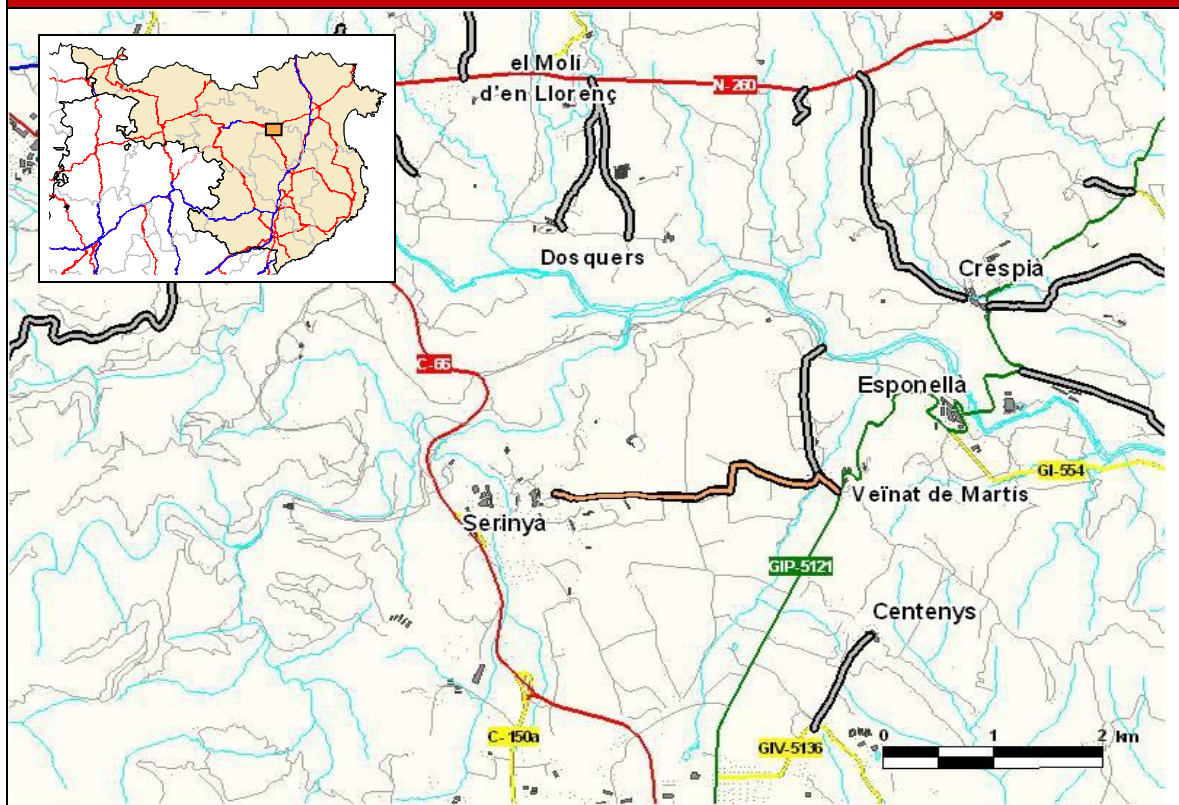 el Molí
d'en Llorenç
N-260
Dosquers
Crespià
C-66
Esponellà
GI-554
Veïnat de Martís
Serinyà
GIP-5121
Centenys
C-150a
GIV-5136
0 1 2 km